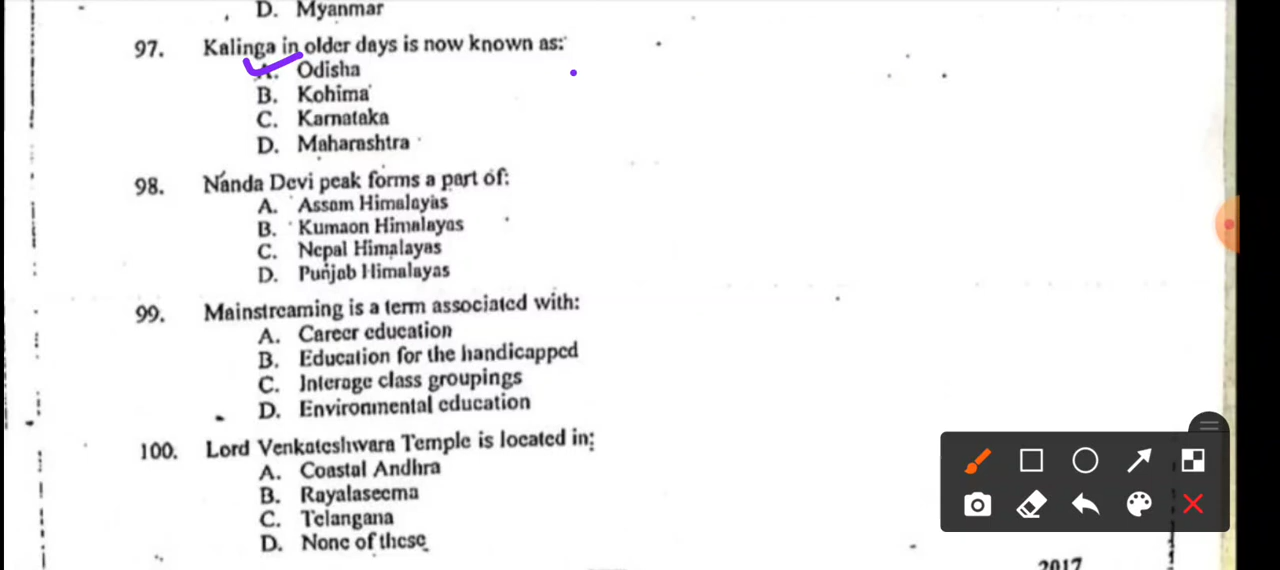 D. Myanmar
97. Kalinga in older days is now known as:
A. Odisha
B. Kohima
C. Karnataka
D. Maharashtra
98. Nanda Devi peak forms a part of:
A. Assam Himalayas
B. Kumaon Himalayas
C. Nepal Himalayas
D. Punjab Himalayas
99. Mainstreaming is a term associated with:
A. Career education
B. Education for the handicapped
C. Interage class groupings
D. Environmental education
100. Lord Venkateshwara Temple is located in:
A. Coastal Andhra
B. Rayalaseema
C. Telangana
D. None of these
2017